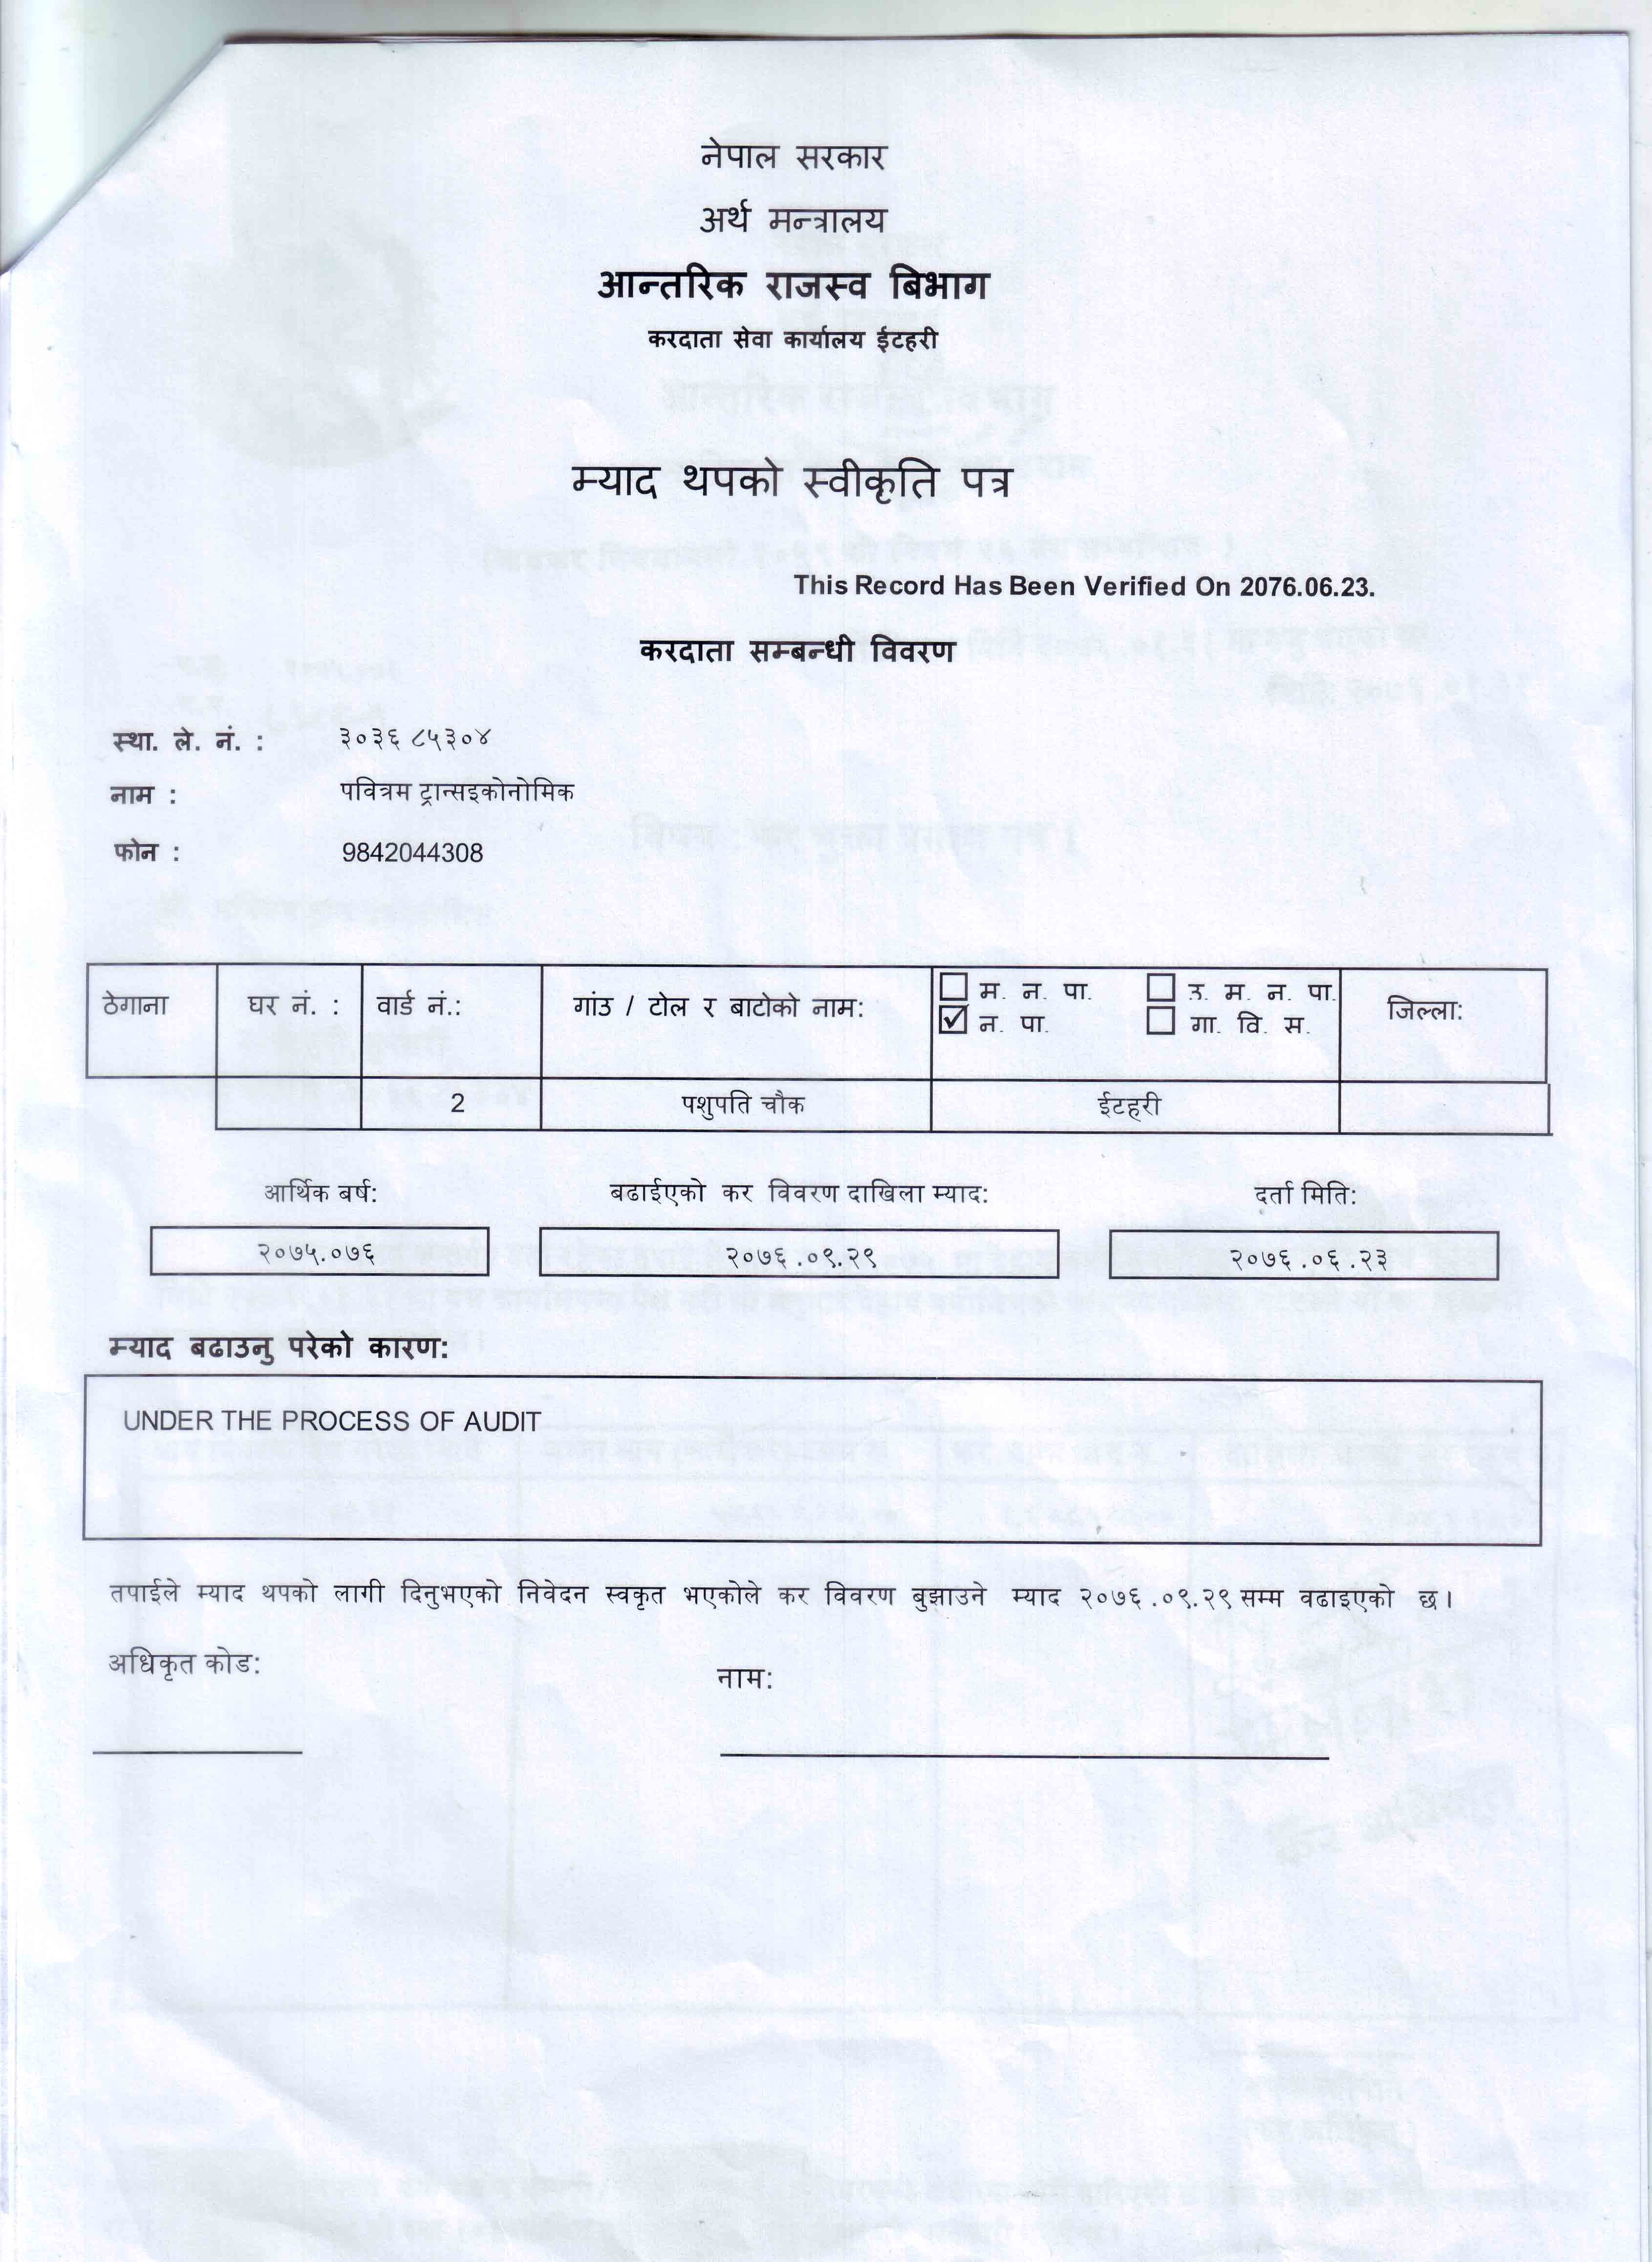 नेपाल सरकार
अर्थ मन्त्रालय
आन्तरिक राजस्व बिभाग
करदाता सेवा कार्यालय ईटहरी
म्याद थपको स्वीकृति पत्र
This Record Has Been Verified On 2076.06.23.
करदाता सम्बन्धी विवरण
स्था. ले. नं. : ३०३६८५३०४
नाम : पवित्रम ट्रान्सइकोनोमिक
फोन : 9842044308
ठेगाना घर नं. : वार्ड नं.: गांउ / टोल र बाटोको नाम: म. न. पा. उ. म. न. पा. जिल्ला:
न. पा. गा. वि. स.
2 पशुपति चौक ईटहरी
आर्थिक बर्ष: बढाईएको कर विवरण दाखिला म्याद: दर्ता मिति:
२०७५.०७६ २०७६.०९.२९ २०७६.०६.२३
म्याद बढाउनु परेको कारण:
UNDER THE PROCESS OF AUDIT
तपाईले म्याद थपको लागी दिनुभएको निवेदन स्वकृत भएकोले कर विवरण बुझाउने म्याद २०७६.०९.२९ सम्म वढाइएको छ।
अधिकृत कोड: नाम: